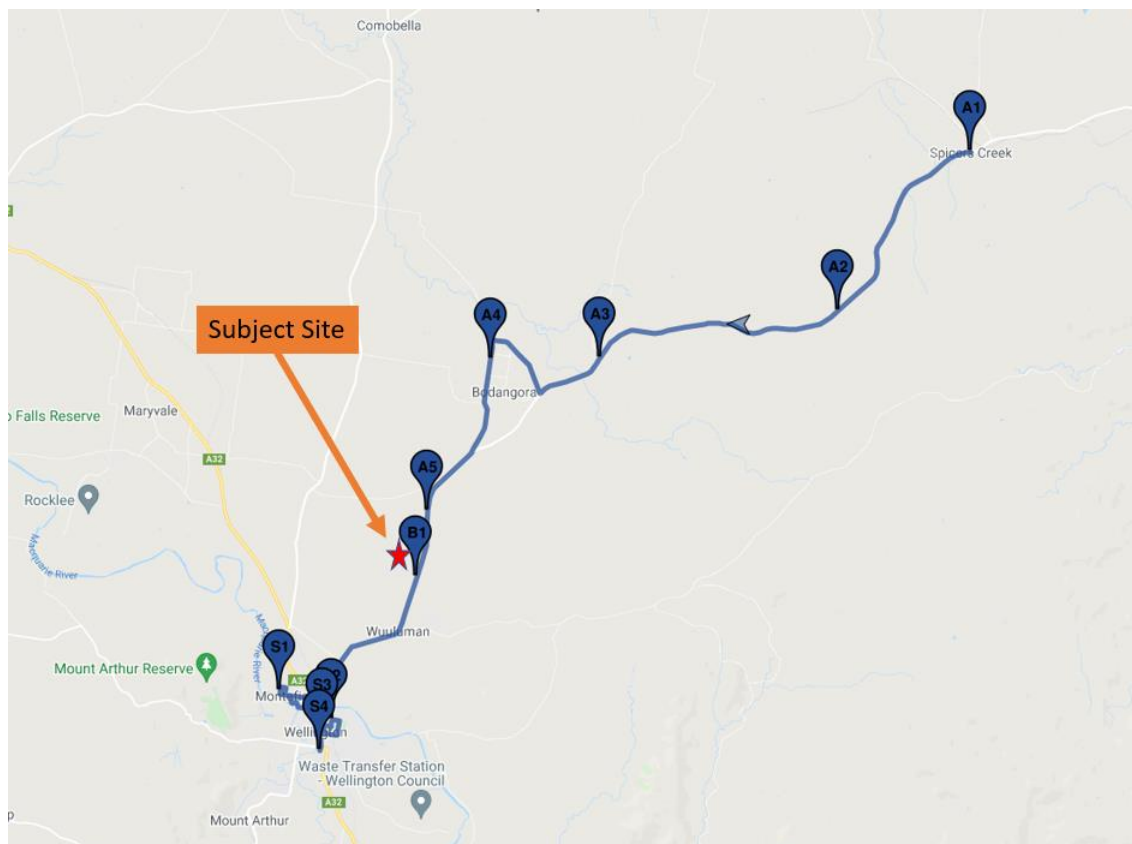 Comobella
A1
Spicers Creek
A2
A3
A4
Subject Site
Bodangora
Maryvale
Falls Reserve
A32
A5
Rocklee
B1
Macquarie River
Wuuluman
S1
Mount Arthur Reserve
S3
S4
Wellington
Waste Transfer Station
- Wellington Council
A32
Mount Arthur